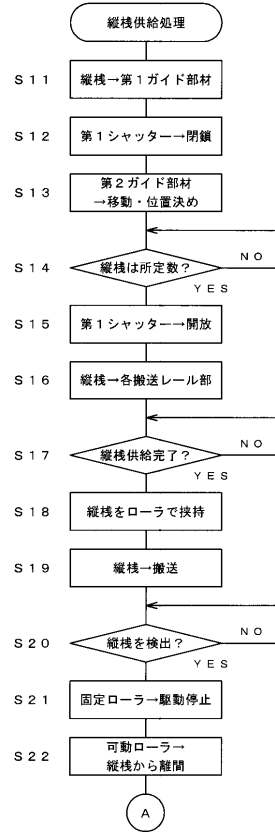 縦桟供給処理
S11 縦桟→第1ガイド部材
S12 第1シャッター→閉鎖
S13 第2ガイド部材
→移動・位置決め
S14 縦桟は所定数? NO
YES
S15 第1シャッター→開放
S16 縦桟→各搬送レール部
S17 縦桟供給完了? NO
YES
S18 縦桟をローラで挟持
S19 縦桟→搬送
S20 縦桟を検出? NO
YES
S21 固定ローラ→駆動停止
S22 可動ローラ→
縦桟から離間
A